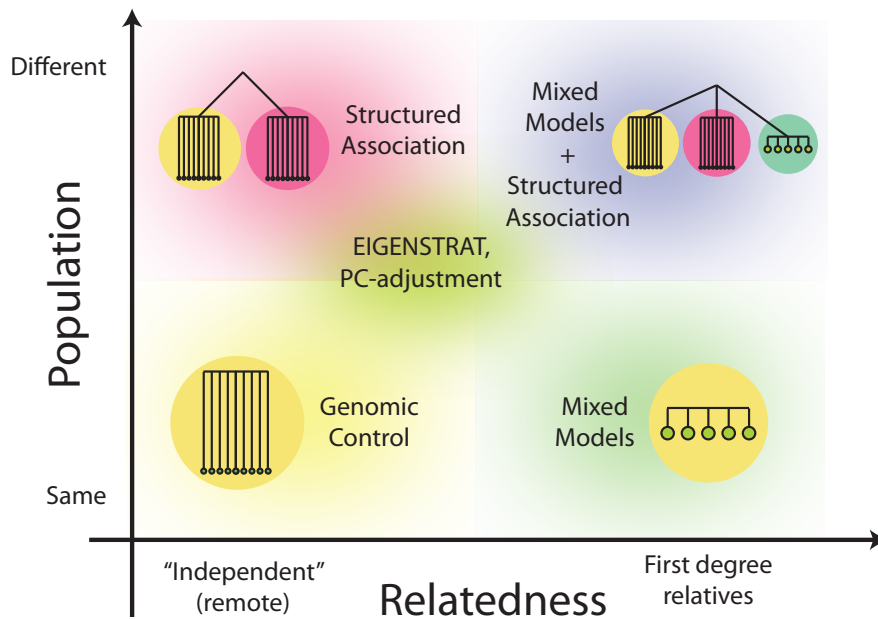 Different
Structured
Association
Mixed
Models
+
Structured
Association
EIGENSTRAT,
PC-adjustment
Population
Genomic
Control
Mixed
Models
Same
“Independent”
(remote)
Relatedness
First degree
relatives